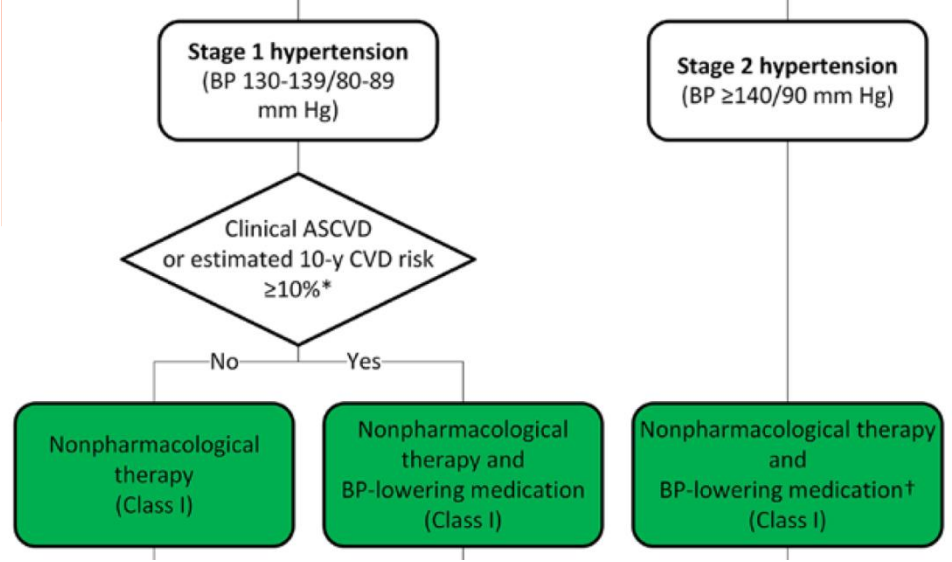 Stage 1 hypertension
(BP 130-139/80-89
mm Hg)
Stage 2 hypertension
(BP ≥140/90 mm Hg)
Clinical ASCVD
or estimated 10-y CVD risk
≥10%*
No
Yes
Nonpharmacological
therapy
(Class I)
Nonpharmacological
therapy and
BP-lowering medication
(Class I)
Nonpharmacological therapy
and
BP-lowering medication†
(Class I)